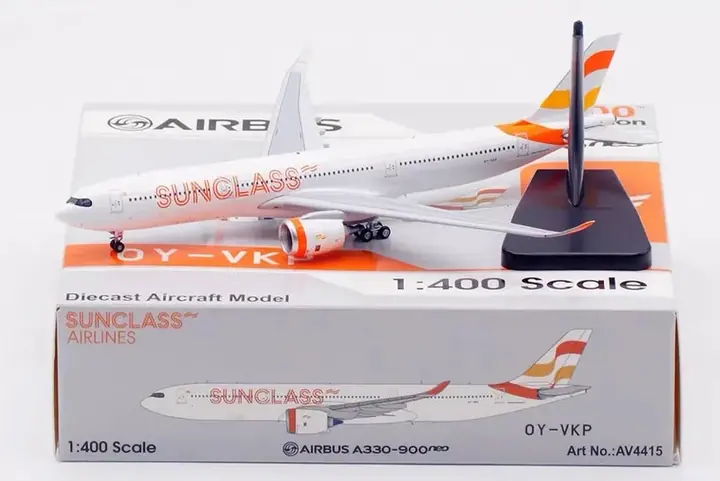 AIRBUS
SUNCLASS
OY-VKP
1:400 Scale
Diecast Aircraft Model
SUNCLASS
AIRLINES
SUNCLASS
OY-VKP
1:400 Scale
AIRBUS A330-900neo
Art No.:AV4415